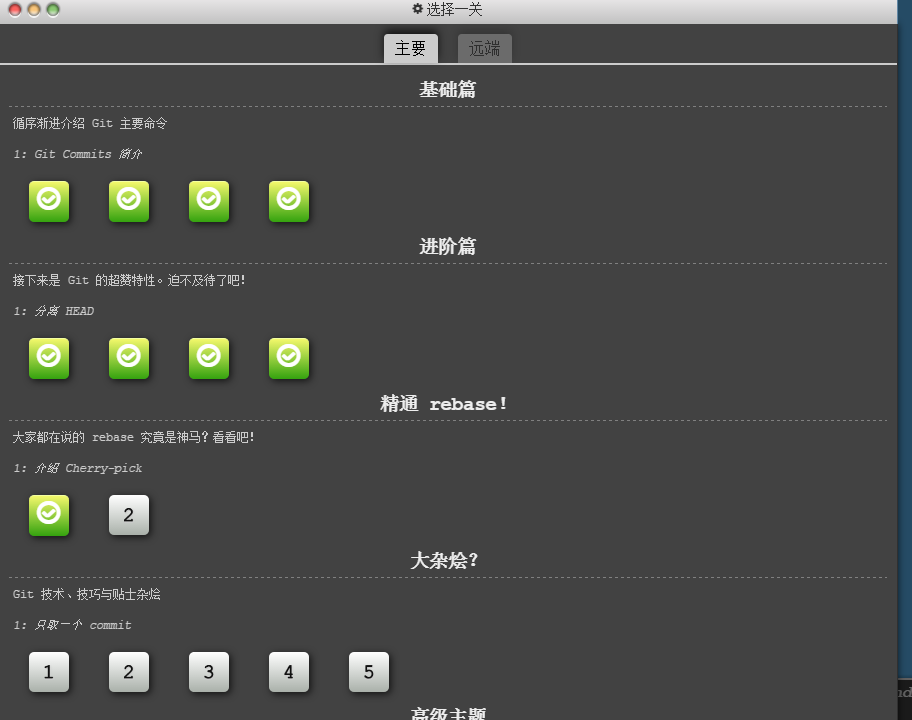 选择一关
主要 远端
基础篇
循序渐进介绍 Git 主要命令
1: Git Commits 简介
进阶篇
接下来是 Git 的超赞特性。迫不及待了吧!
1: 分离 HEAD
精通 rebase!
大家都在说的 rebase 究竟是神马? 看看吧!
1: 介绍 Cherry-pick
2
大杂烩?
Git 技术、技巧与贴士杂烩
1: 只取一个 commit
1 2 3 4 5
高级主题